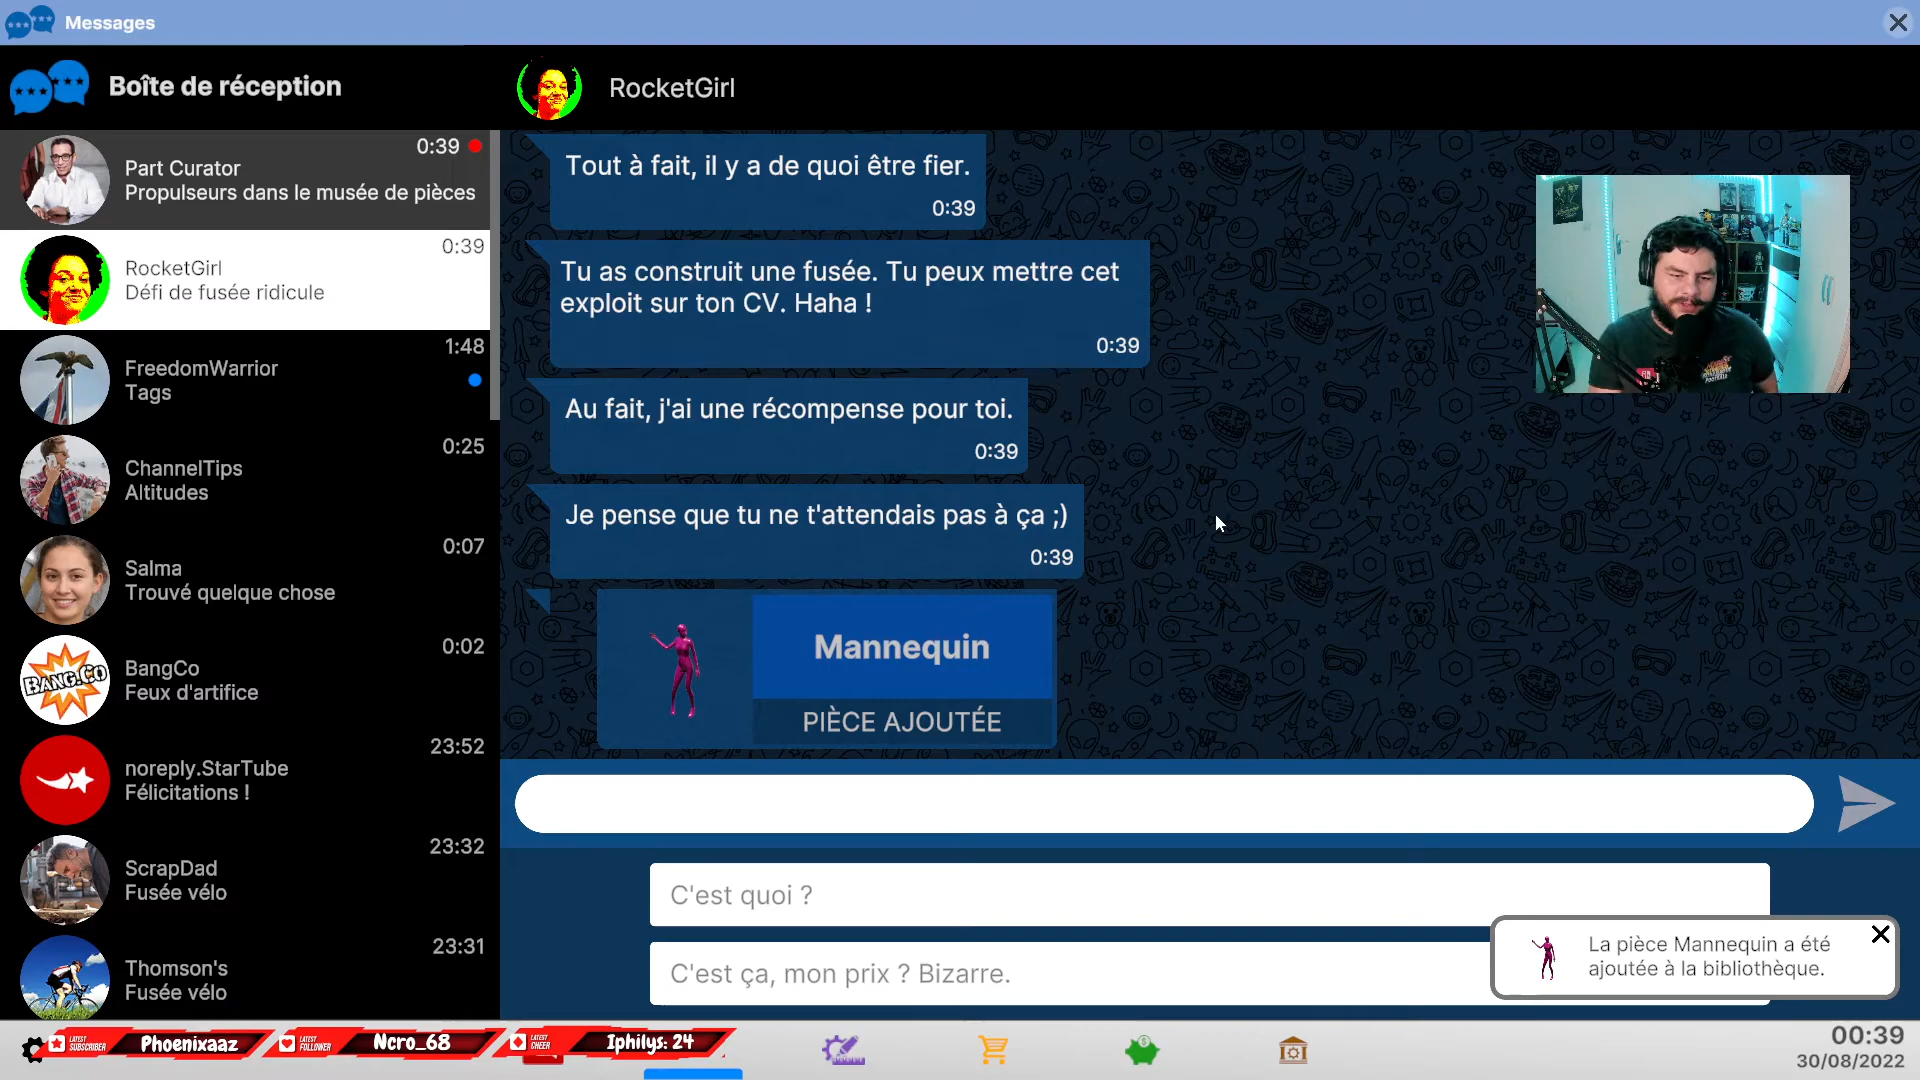 Messages
Boîte de réception
RocketGirl
Part Curator
0:39
Propulseurs dans le musée de pièces
RocketGirl
0:39
Défi de fusée ridicule
FreedomWarrior
1:48
Tags
ChannelTips
0:25
Altitudes
Salma
0:07
Trouvé quelque chose
BangCo
0:02
Feux d'artifice
BANG.CO
noreply.StarTube
23:52
Félicitations !
ScrapDad
23:32
Fusée vélo
Thomson's
23:31
Fusée vélo
Tout à fait, il y a de quoi être fier.
0:39
Tu as construit une fusée. Tu peux mettre cet
exploit sur ton CV. Haha !
0:39
Au fait, j'ai une récompense pour toi.
0:39
Je pense que tu ne t'attendais pas à ça ;)
0:39
Mannequin
PIÈCE AJOUTÉE
C'est quoi ?
C'est ça, mon prix ? Bizarre.
La pièce Mannequin a été
ajoutée à la bibliothèque.
LATEST
SUBSCRIBER
Phoenixaaz
LATEST
FOLLOWER
Ncro_68
LATEST
CHEER
Iphilys: 24
00:39
30/08/2022